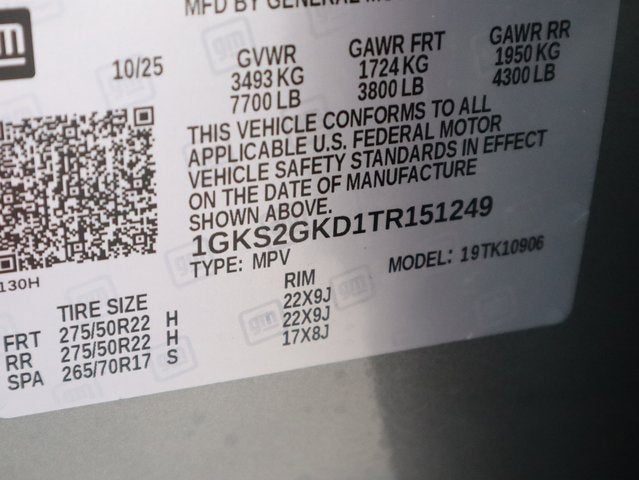 MFD BY GENERAL
gm
10/25
GVWR GAWR FRT GAWR RR
3493 KG 1724 KG 1950 KG
7700 LB 3800 LB 4300 LB
THIS VEHICLE CONFORMS TO ALL
APPLICABLE U.S. FEDERAL MOTOR
VEHICLE SAFETY STANDARDS IN EFFECT
ON THE DATE OF MANUFACTURE
SHOWN ABOVE.
1GKS2GKD1TR151249
TYPE: MPV MODEL: 19TK10906
130H
TIRE SIZE RIM
FRT 275/50R22 H 22X9J
RR 275/50R22 H 22X9J
SPA 265/70R17 S 17X8J